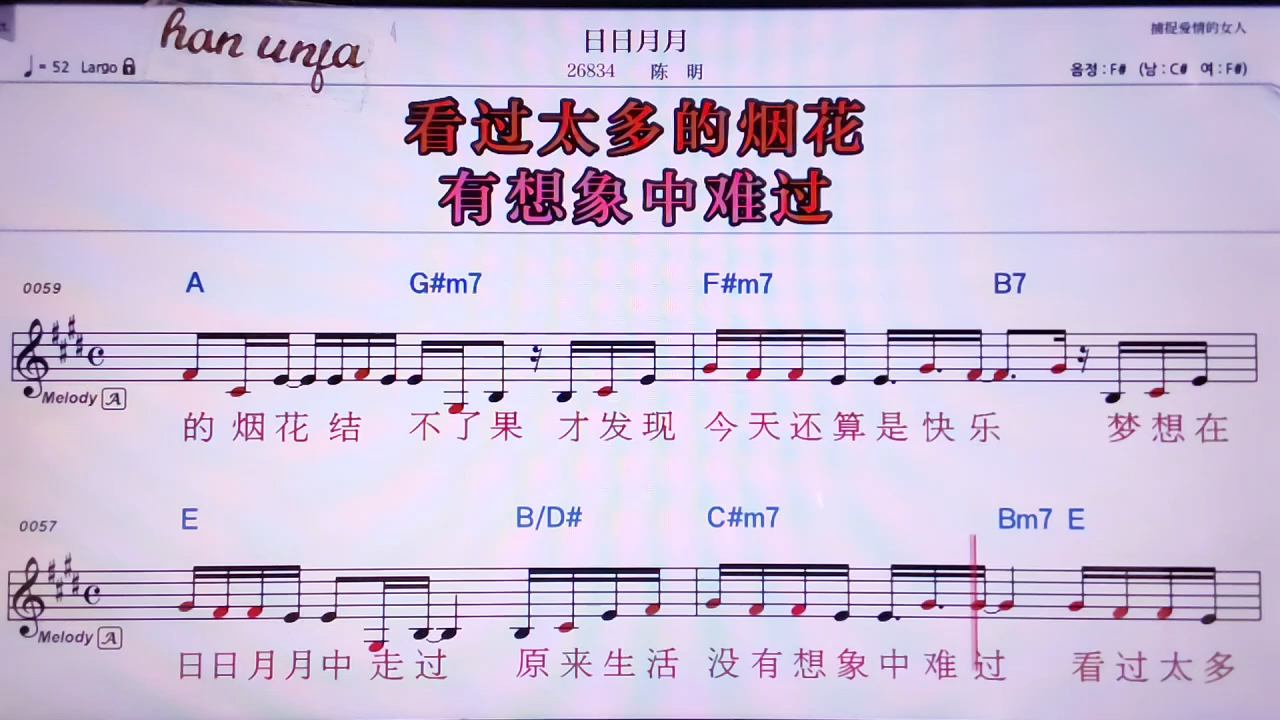 han unfa
日日月月
捕捉爱情的女人
♩= 52 Largo
26834 陈 明
음정 : F# (남 : C# 여 : F#)
看过太多的烟花
有想象中难过
0059 A G#m7 F#m7 B7
Melody A
的烟花结 不了果 才发现 今天还算是快乐 梦想在
0057 E B/D# C#m7 Bm7 E
Melody A
日日月月中走过 原来生活 没有想象中难过 看过太多